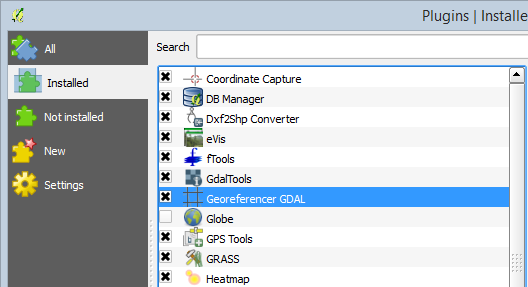 Plugins | Installe
All
Installed
Not installed
New
Settings
Search
Coordinate Capture
DB Manager
Dxf2Shp Converter
eVis
fTools
GdalTools
Georeferencer GDAL
Globe
GPS Tools
GRASS
Heatmap